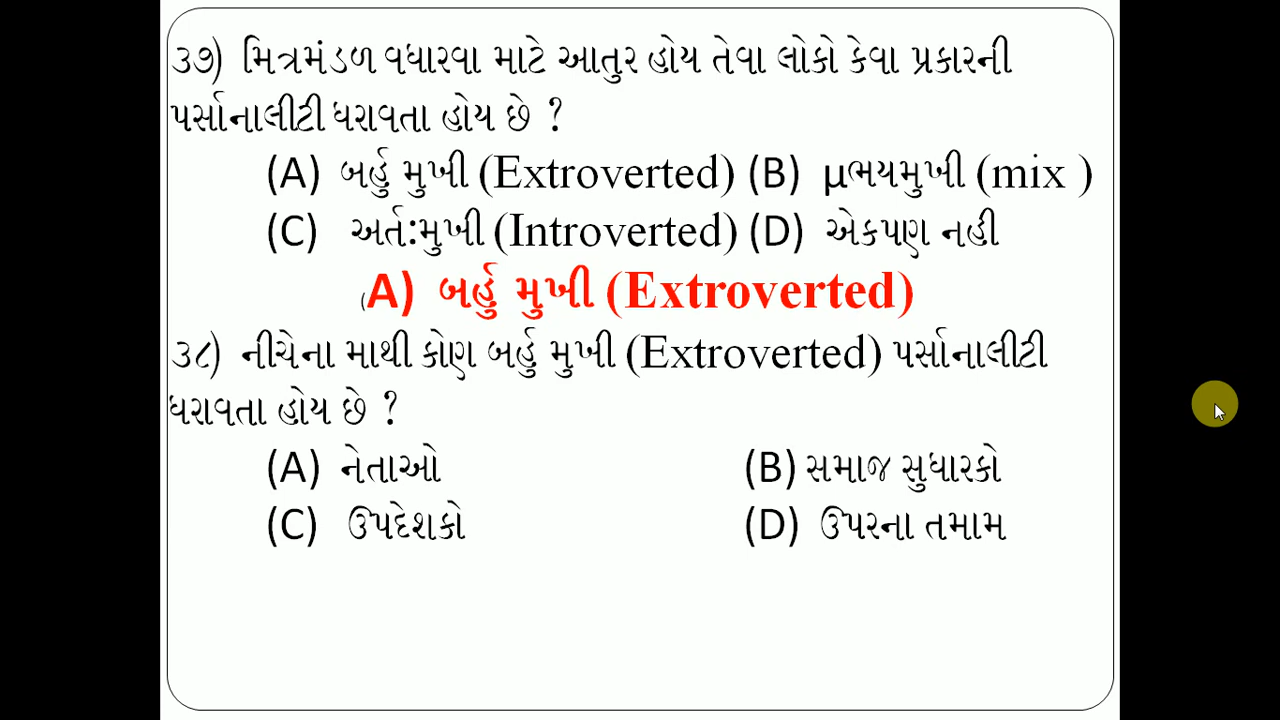 ૩૭) મિત્રમંડળ વધારવા માટે આતુર હોય તેવા લોકો કેવા પ્રકારની
પર્સાનાલીટી ધરાવતા હોય છે ?
(A) બર્હુ મુખી (Extroverted) (B) µભયમુખી (mix )
(C) અર્ત:મુખી (Introverted) (D) એકપણ નહી
(A) બર્હુ મુખી (Extroverted)
૩૮) નીચેના માથી કોણ બર્હુ મુખી (Extroverted) પર્સાનાલીટી
ધરાવતા હોય છે ?
(A) નેતાઓ (B) સમાજ સુધારકો
(C) ઉપદેશકો (D) ઉપરના તમામ